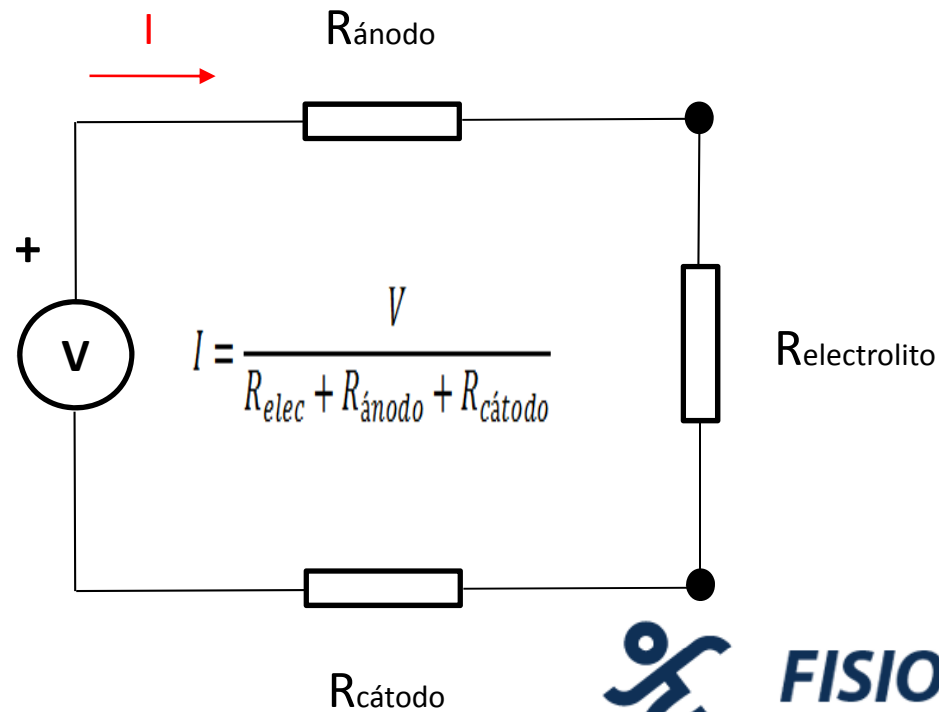 I
Ránodo
+
V
I = V / (Relec + Ránodo + Rcátodo)
Relectrolito
Rcátodo
FISIO